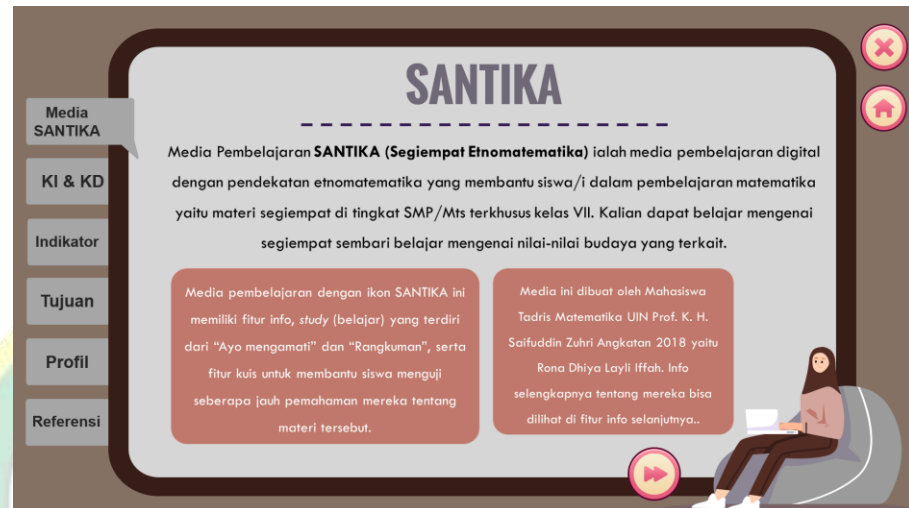 SANTIKA
Media
SANTIKA
KI & KD
Indikator
Tujuan
Profil
Referensi
Media Pembelajaran SANTIKA (Segiempat Etnomatematika) ialah media pembelajaran digital
dengan pendekatan etnomatematika yang membantu siswa/i dalam pembelajaran matematika
yaitu materi segiempat di tingkat SMP/Mts terkhusus kelas VII. Kalian dapat belajar mengenai
segiempat sembari belajar mengenai nilai-nilai budaya yang terkait.
Media pembelajaran dengan ikon SANTIKA ini
memiliki fitur info, study (belajar) yang terdiri
dari “Ayo mengamati” dan “Rangkuman”, serta
fitur kuis untuk membantu siswa menguji
seberapa jauh pemahaman mereka tentang
materi tersebut.
Media ini dibuat oleh Mahasiswa
Tadris Matematika UIN Prof. K. H.
Saifuddin Zuhri Angkatan 2018 yaitu
Rona Dhiya Layli Iffah. Info
selengkapnya tentang mereka bisa
dilihat di fitur info selanjutnya..